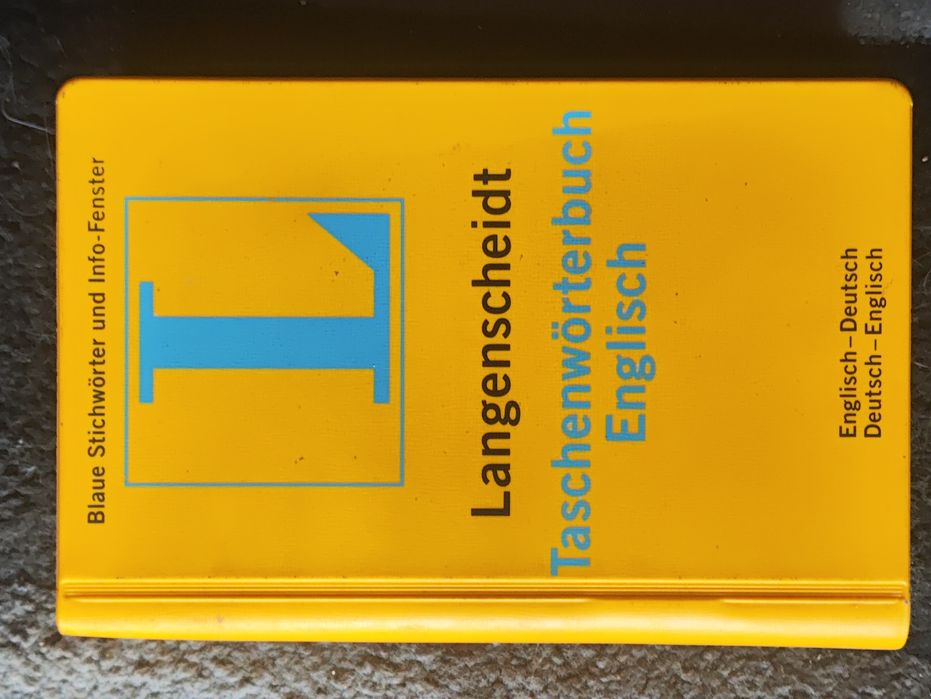 Blaue Stichwörter und Info-Fenster
L
Langenscheidt
Taschenwörterbuch
Englisch
Englisch–Deutsch
Deutsch–Englisch